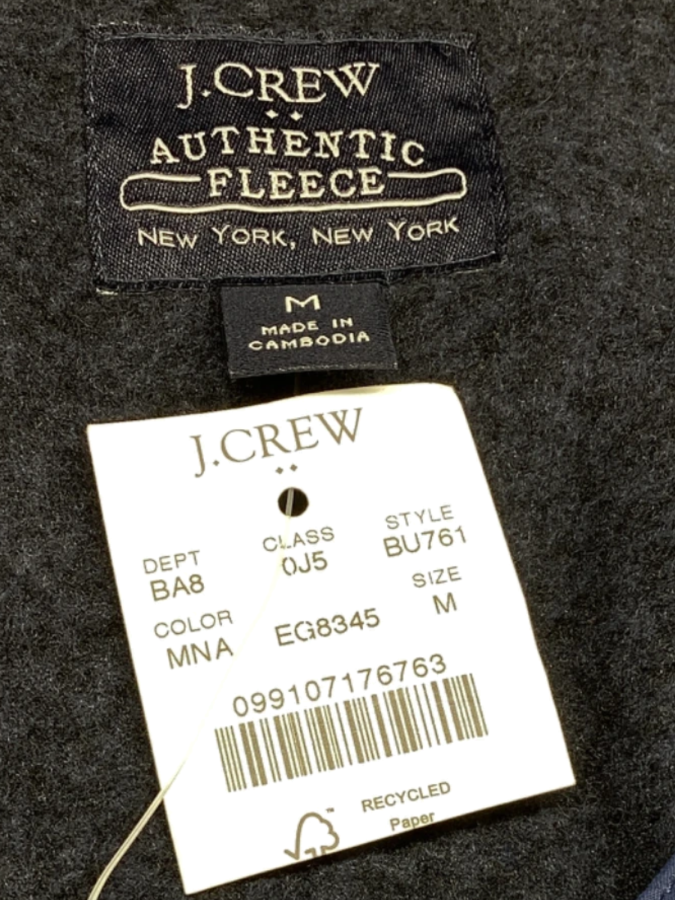 J.CREW
AUTHENTIC
FLEECE
NEW YORK, NEW YORK
M
MADE IN
CAMBODIA
J.CREW
DEPT CLASS STYLE
BA8 0J5 BU761
COLOR SIZE
MNA EG8345 M
099107176763
RECYCLED
Paper